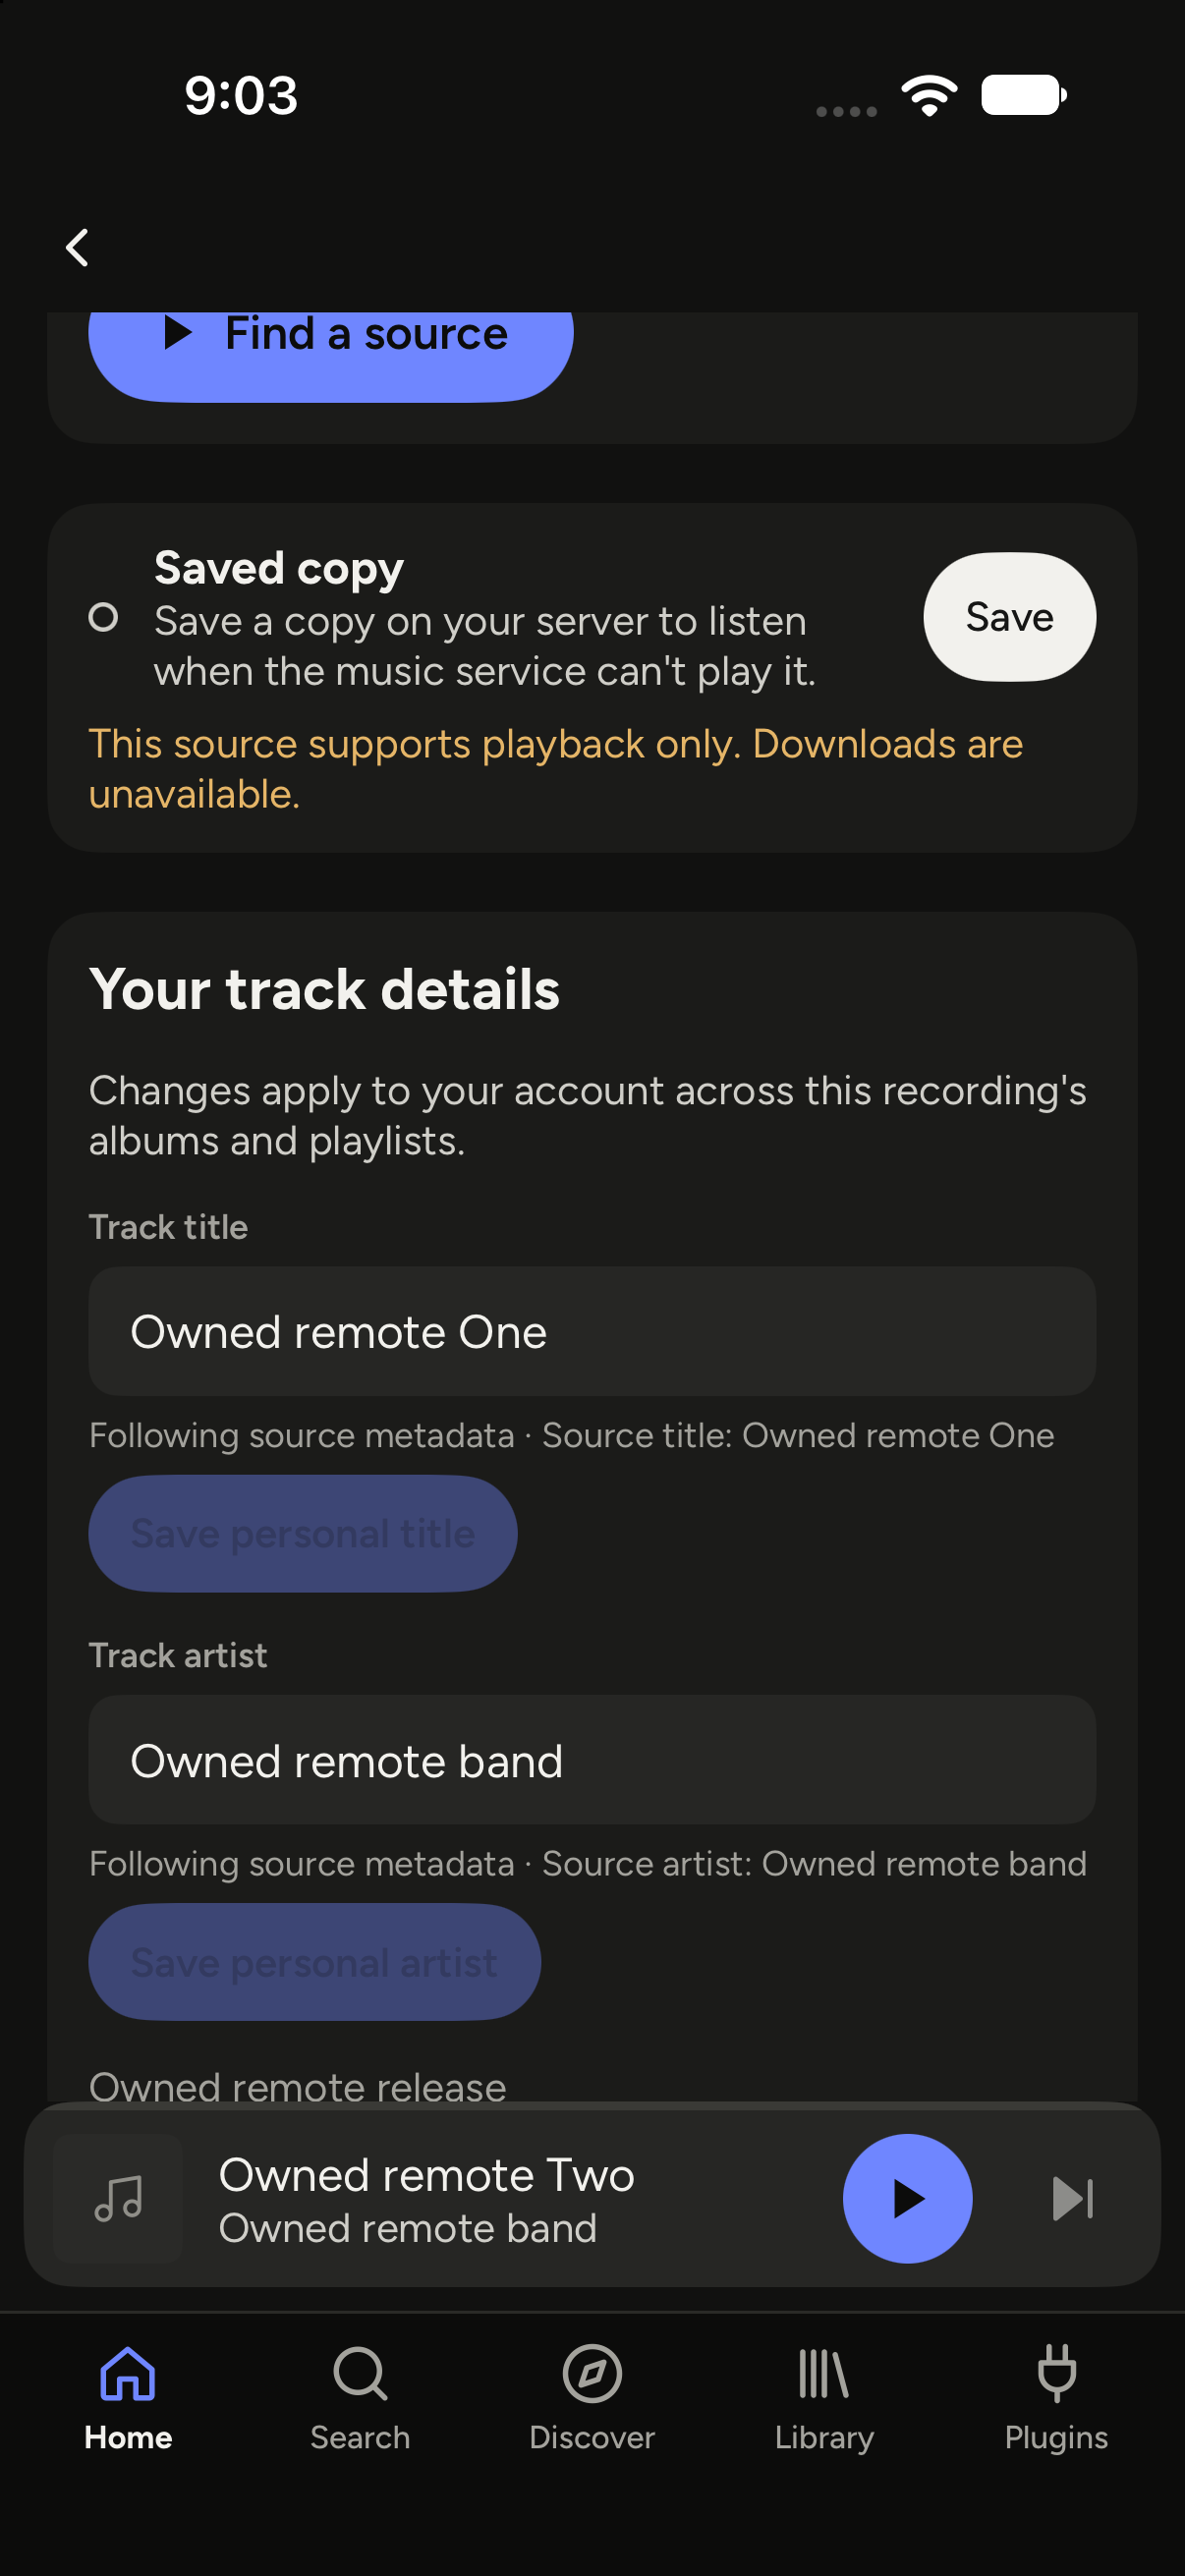 9:03
Find a source
Saved copy
Save a copy on your server to listen
when the music service can't play it.
Save
This source supports playback only. Downloads are
unavailable.
Your track details
Changes apply to your account across this recording's
albums and playlists.
Track title
Owned remote One
Following source metadata · Source title: Owned remote One
Save personal title
Track artist
Owned remote band
Following source metadata · Source artist: Owned remote band
Save personal artist
Owned remote release
Owned remote Two
Owned remote band
Home
Search
Discover
Library
Plugins